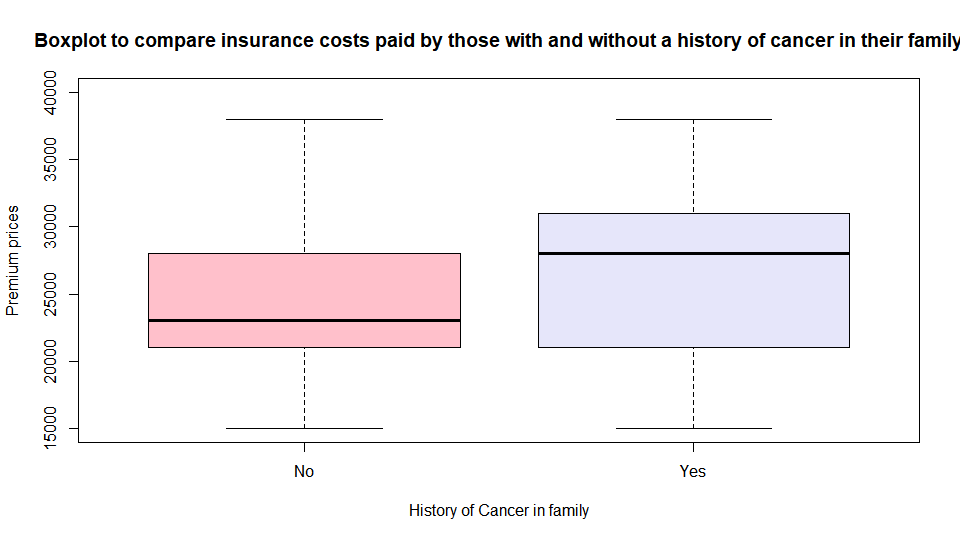 Boxplot to compare insurance costs paid by those with and without a history of cancer in their family
40000
35000
30000
25000
20000
15000
Premium prices
No
Yes
History of Cancer in family